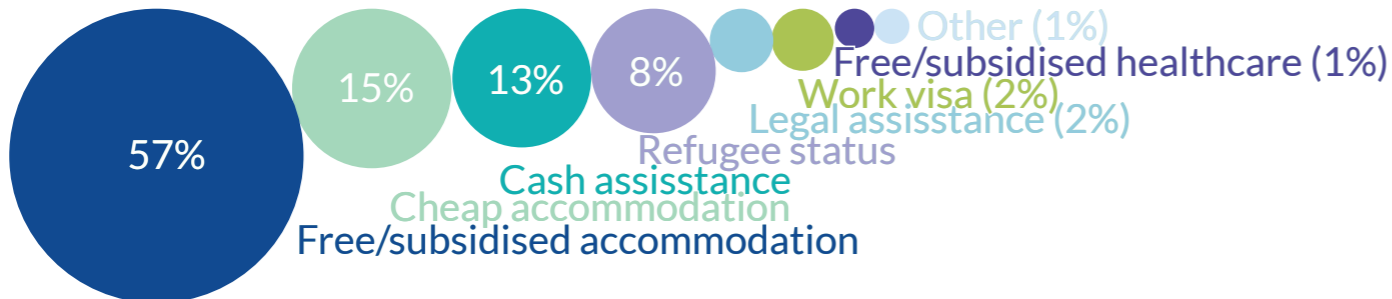 57%
15%
13%
8%
Other (1%)
Free/subsidised healthcare (1%)
Work visa (2%)
Legal assisstance (2%)
Refugee status
Cash assisstance
Cheap accommodation
Free/subsidised accommodation